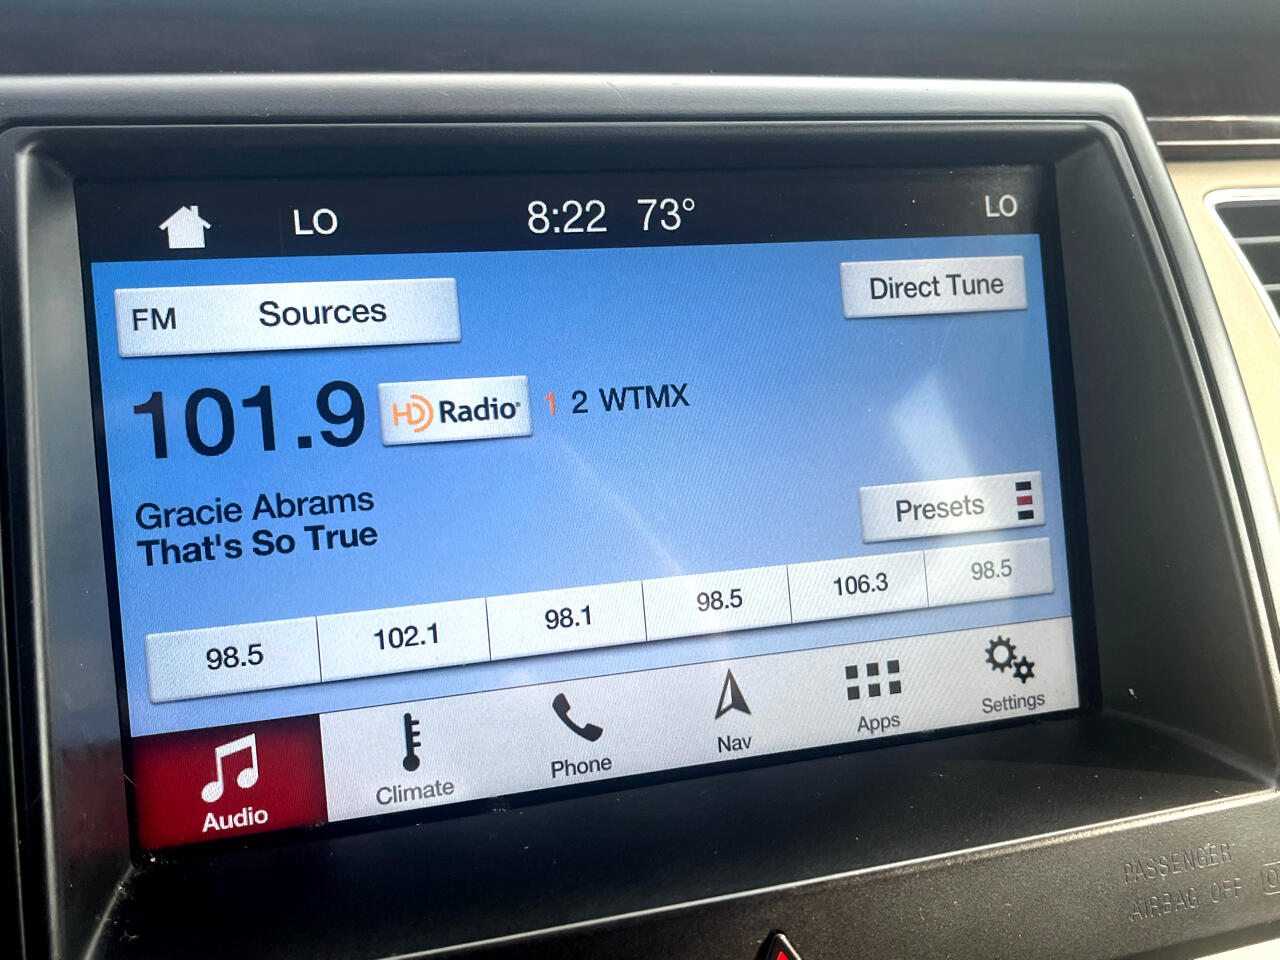 LO 8:22 73° LO
FM Sources Direct Tune
101.9 HD Radio 1 2 WTMX
Gracie Abrams
That's So True
Presets
98.5 102.1 98.1 98.5 106.3 98.5
Audio Climate Phone Nav Apps Settings
PASSENGER
AIRBAG OFF